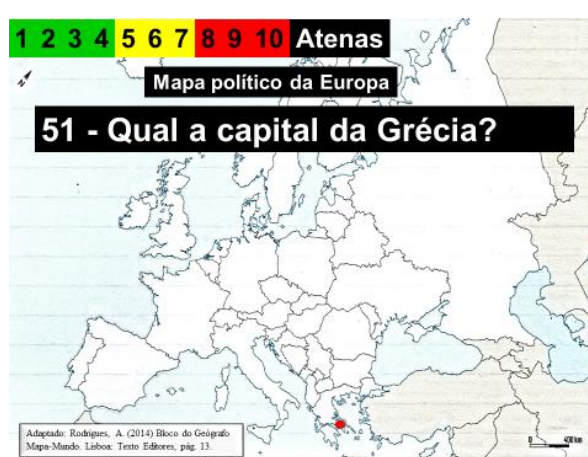 1 2 3 4 5 6 7 8 9 10 Atenas
Mapa político da Europa
51 - Qual a capital da Grécia?
N
Adaptado: Rodrigues, A. (2014) Bloco do Geógrafo
Mapa-Mundo. Lisboa: Texto Editores, pág. 13.
0 400 km